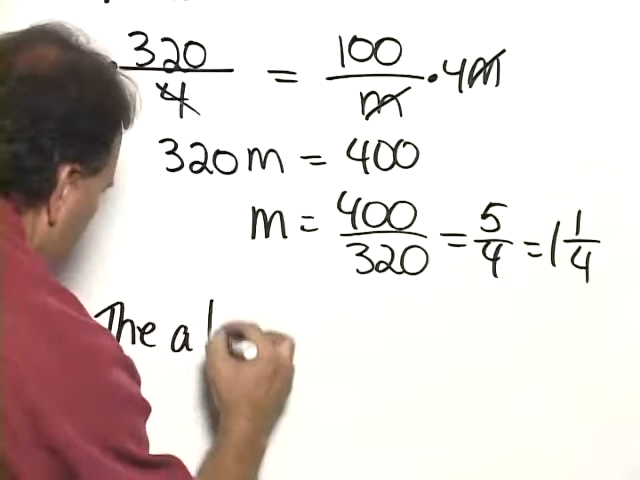 320/4 = 100/m · 4m
320m = 400
m = 400/320 = 5/4 = 1 1/4
The a